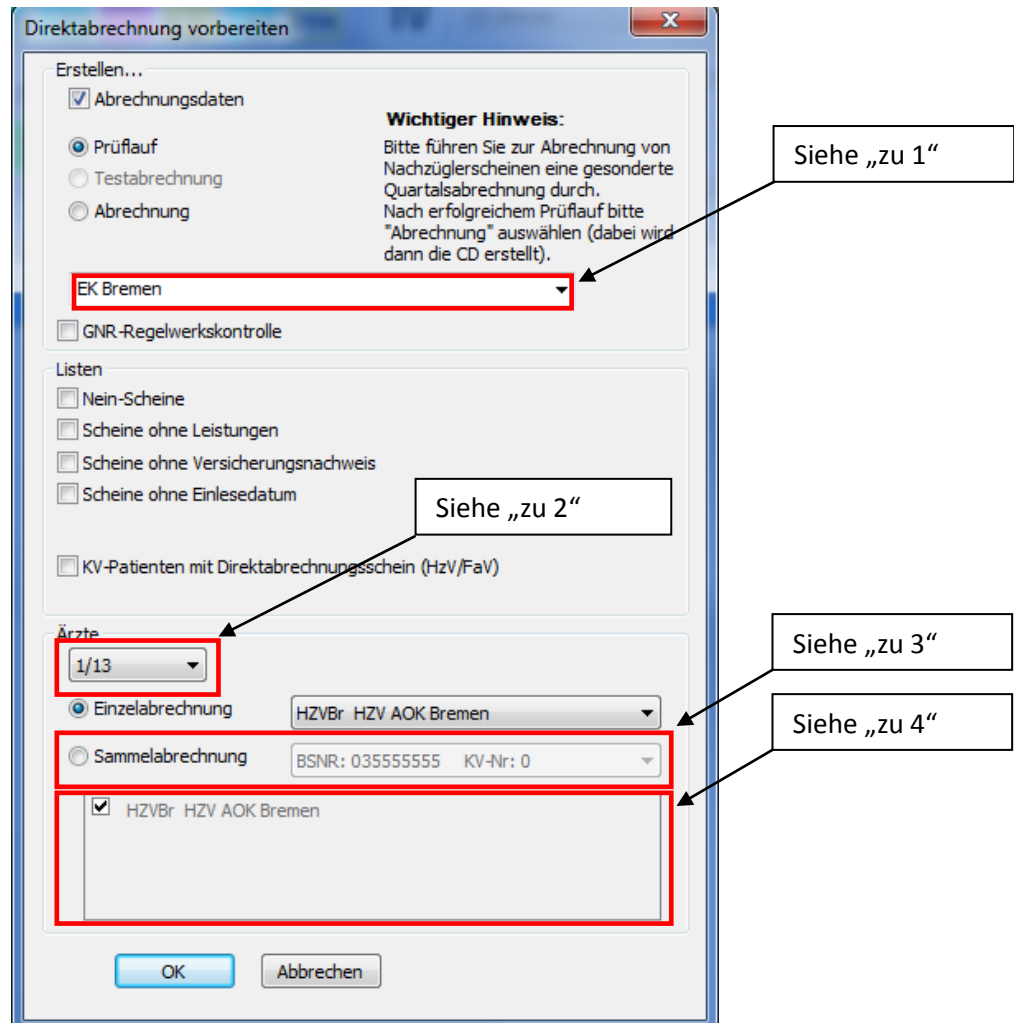 Direktabrechnung vorbereiten
Erstellen...
Abrechnungsdaten
Prüflauf
Testabrechnung
Abrechnung
Wichtiger Hinweis:
Bitte führen Sie zur Abrechnung von
Nachzüglerscheinen eine gesonderte
Quartalsabrechnung durch.
Nach erfolgreichem Prüflauf bitte
"Abrechnung" auswählen (dabei wird
dann die CD erstellt).
Siehe „zu 1“
EK Bremen
GNR-Regelwerkskontrolle
Listen
Nein-Scheine
Scheine ohne Leistungen
Scheine ohne Versicherungsnachweis
Scheine ohne Einlesedatum
Siehe „zu 2“
KV-Patienten mit Direktabrechnungsschein (HzV/FaV)
Ärzte
1/13
Siehe „zu 3“
Einzelabrechnung
HZVBr HZV AOK Bremen
Siehe „zu 4“
Sammelabrechnung
BSNR: 035555555 KV-Nr: 0
HZVBr HZV AOK Bremen
OK
Abbrechen